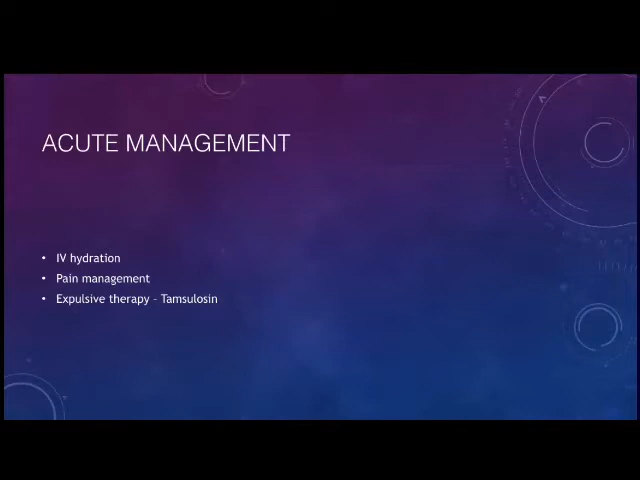 ACUTE MANAGEMENT
• IV hydration
• Pain management
• Expulsive therapy – Tamsulosin